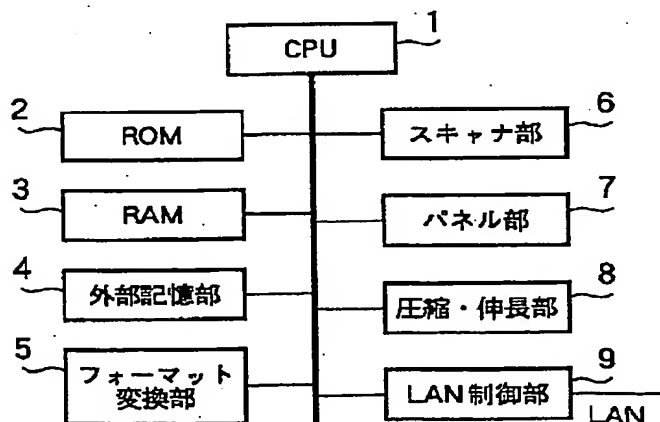 1
CPU
2
ROM
6
スキャナ部
3
RAM
7
パネル部
4
外部記憶部
8
圧縮・伸長部
5
フォーマット
変換部
9
LAN制御部
LAN